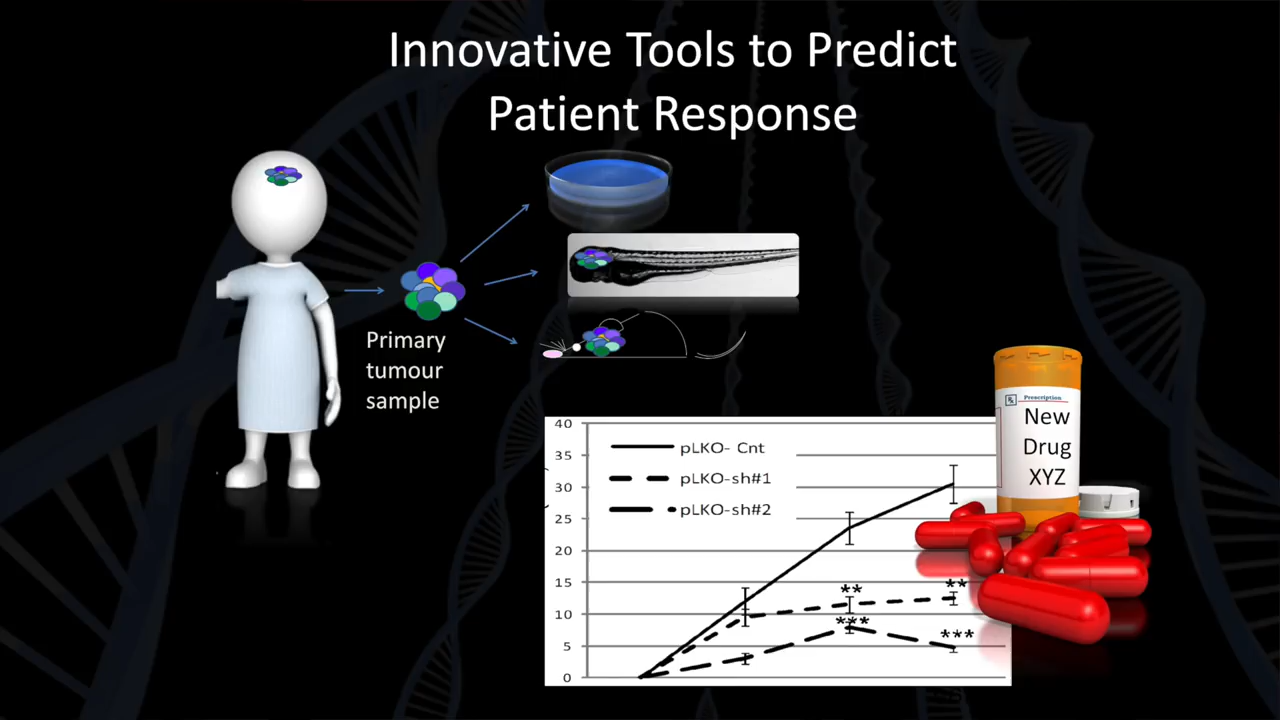 Innovative Tools to Predict
Patient Response
Primary
tumour
sample
Prescription
New
Drug
XYZ
40
35
30
25
20
15
10
5
0
pLKO- Cnt
pLKO-sh#1
pLKO-sh#2
**
**
***
***